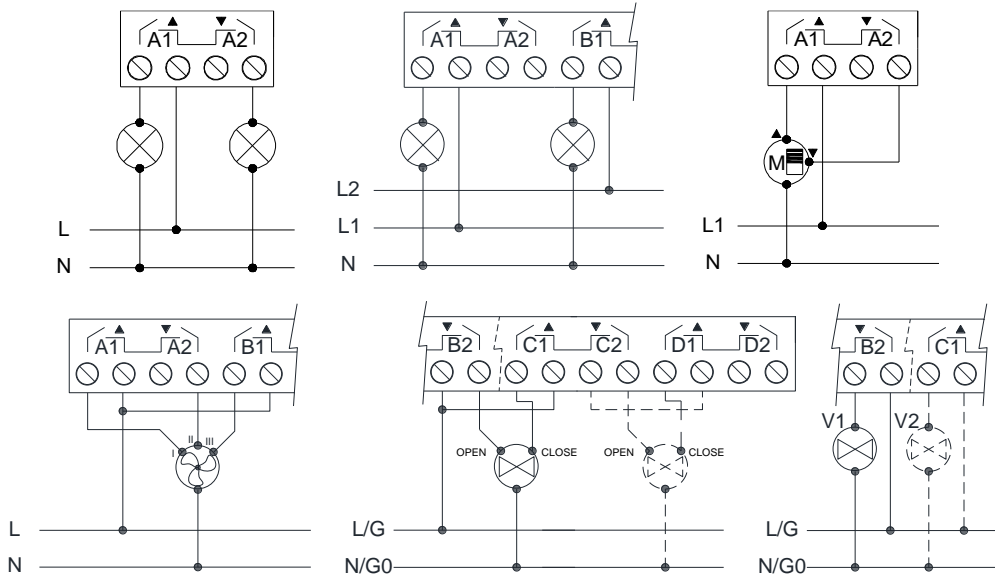 A1 A2
L
N
A1 A2 B1
L2
L1
N
A1 A2
M
L1
N
A1 A2 B1
I II III
L
N
B2 C1 C2 D1 D2
OPEN CLOSE OPEN CLOSE
L/G
N/G0
B2 C1
V1 V2
L/G
N/G0